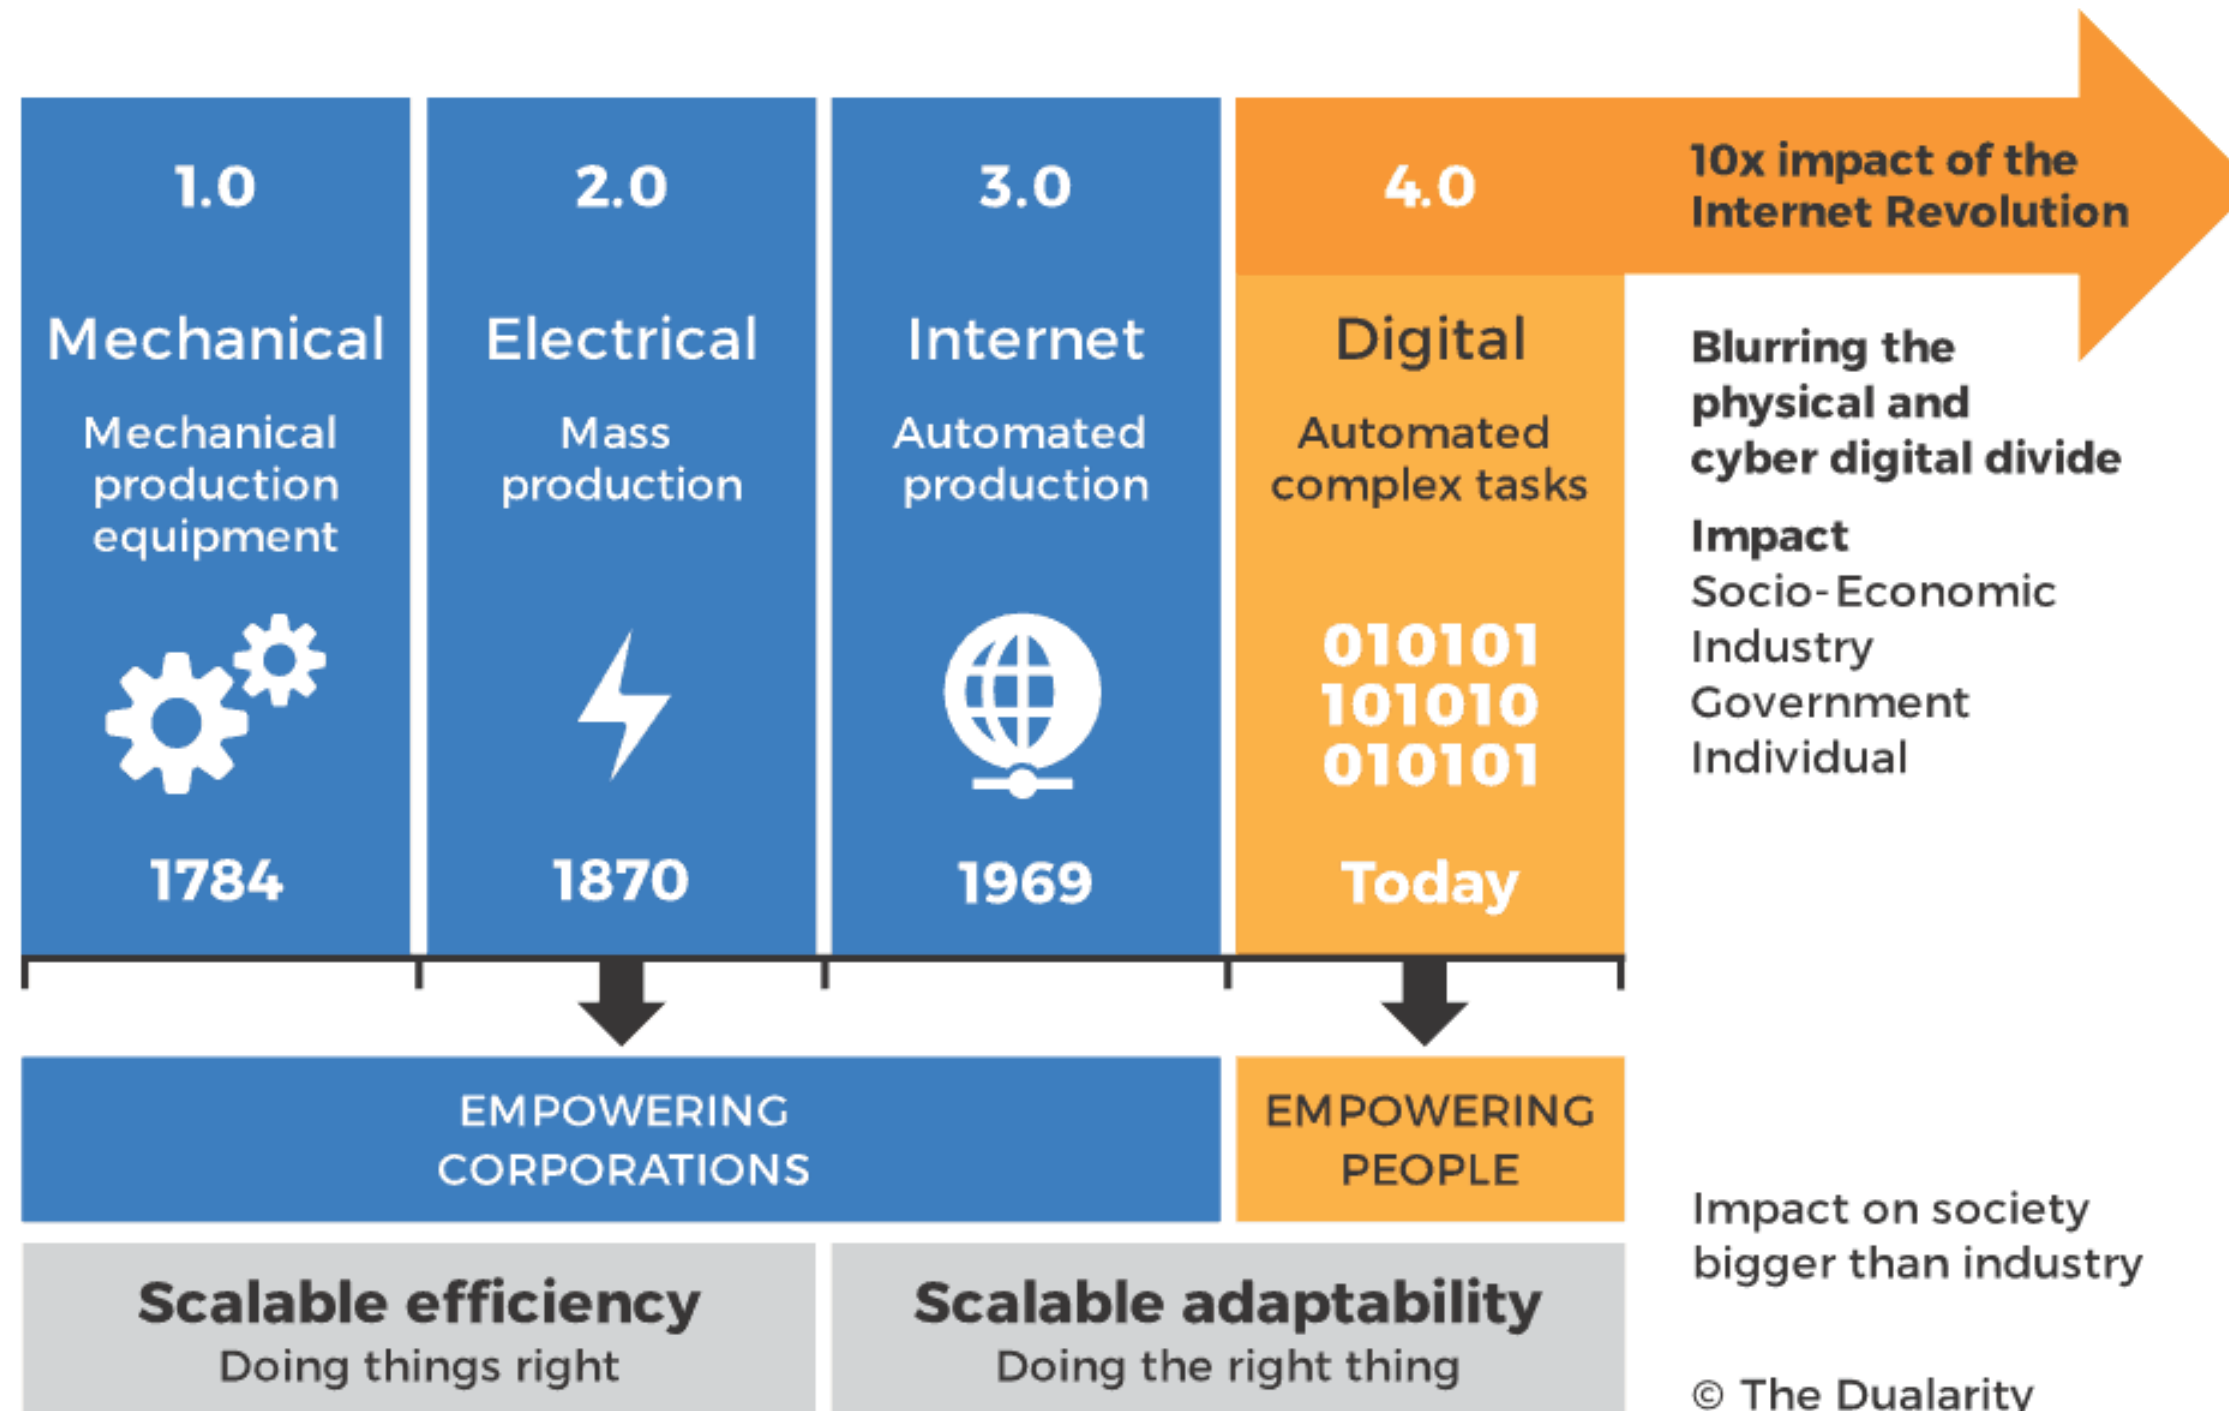 1.0
Mechanical
Mechanical
production
equipment
1784
2.0
Electrical
Mass
production
1870
3.0
Internet
Automated
production
1969
4.0
Digital
Automated
complex tasks
010101
101010
010101
Today
10x impact of the
Internet Revolution
Blurring the
physical and
cyber digital divide
Impact
Socio-Economic
Industry
Government
Individual
EMPOWERING
CORPORATIONS
EMPOWERING
PEOPLE
Scalable efficiency
Doing things right
Scalable adaptability
Doing the right thing
Impact on society
bigger than industry
© The Dualarity